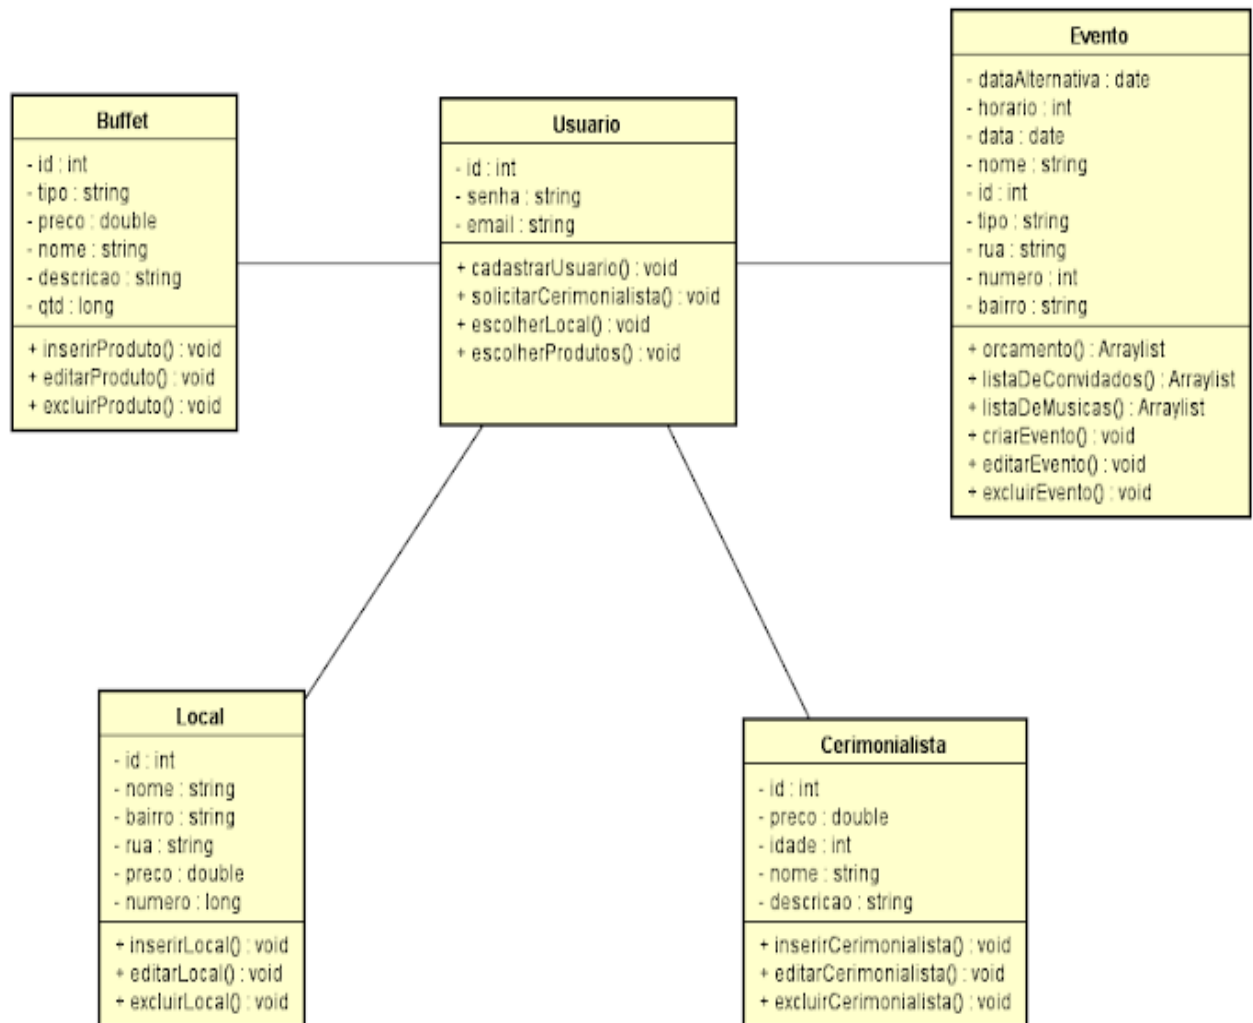 Buffet
- id : int
- tipo : string
- preco : double
- nome : string
- descricao : string
- qtd : long
+ inserirProduto() : void
+ editarProduto() : void
+ excluirProduto() : void
Usuario
- id : int
- senha : string
- email : string
+ cadastrarUsuario() : void
+ solicitarCerimonialista() : void
+ escolherLocal() : void
+ escolherProdutos() : void
Evento
- dataAlternativa : date
- horario : int
- data : date
- nome : string
- id : int
- tipo : string
- rua : string
- numero : int
- bairro : string
+ orcamento() : Arraylist
+ listaDeConvidados() : Arraylist
+ listaDeMusicas() : Arraylist
+ criarEvento() : void
+ editarEvento() : void
+ excluirEvento() : void
Local
- id : int
- nome : string
- bairro : string
- rua : string
- preco : double
- numero : long
+ inserirLocal() : void
+ editarLocal() : void
+ excluirLocal() : void
Cerimonialista
- id : int
- preco : double
- idade : int
- nome : string
- descricao : string
+ inserirCerimonialista() : void
+ editarCerimonialista() : void
+ excluirCerimonialista() : void